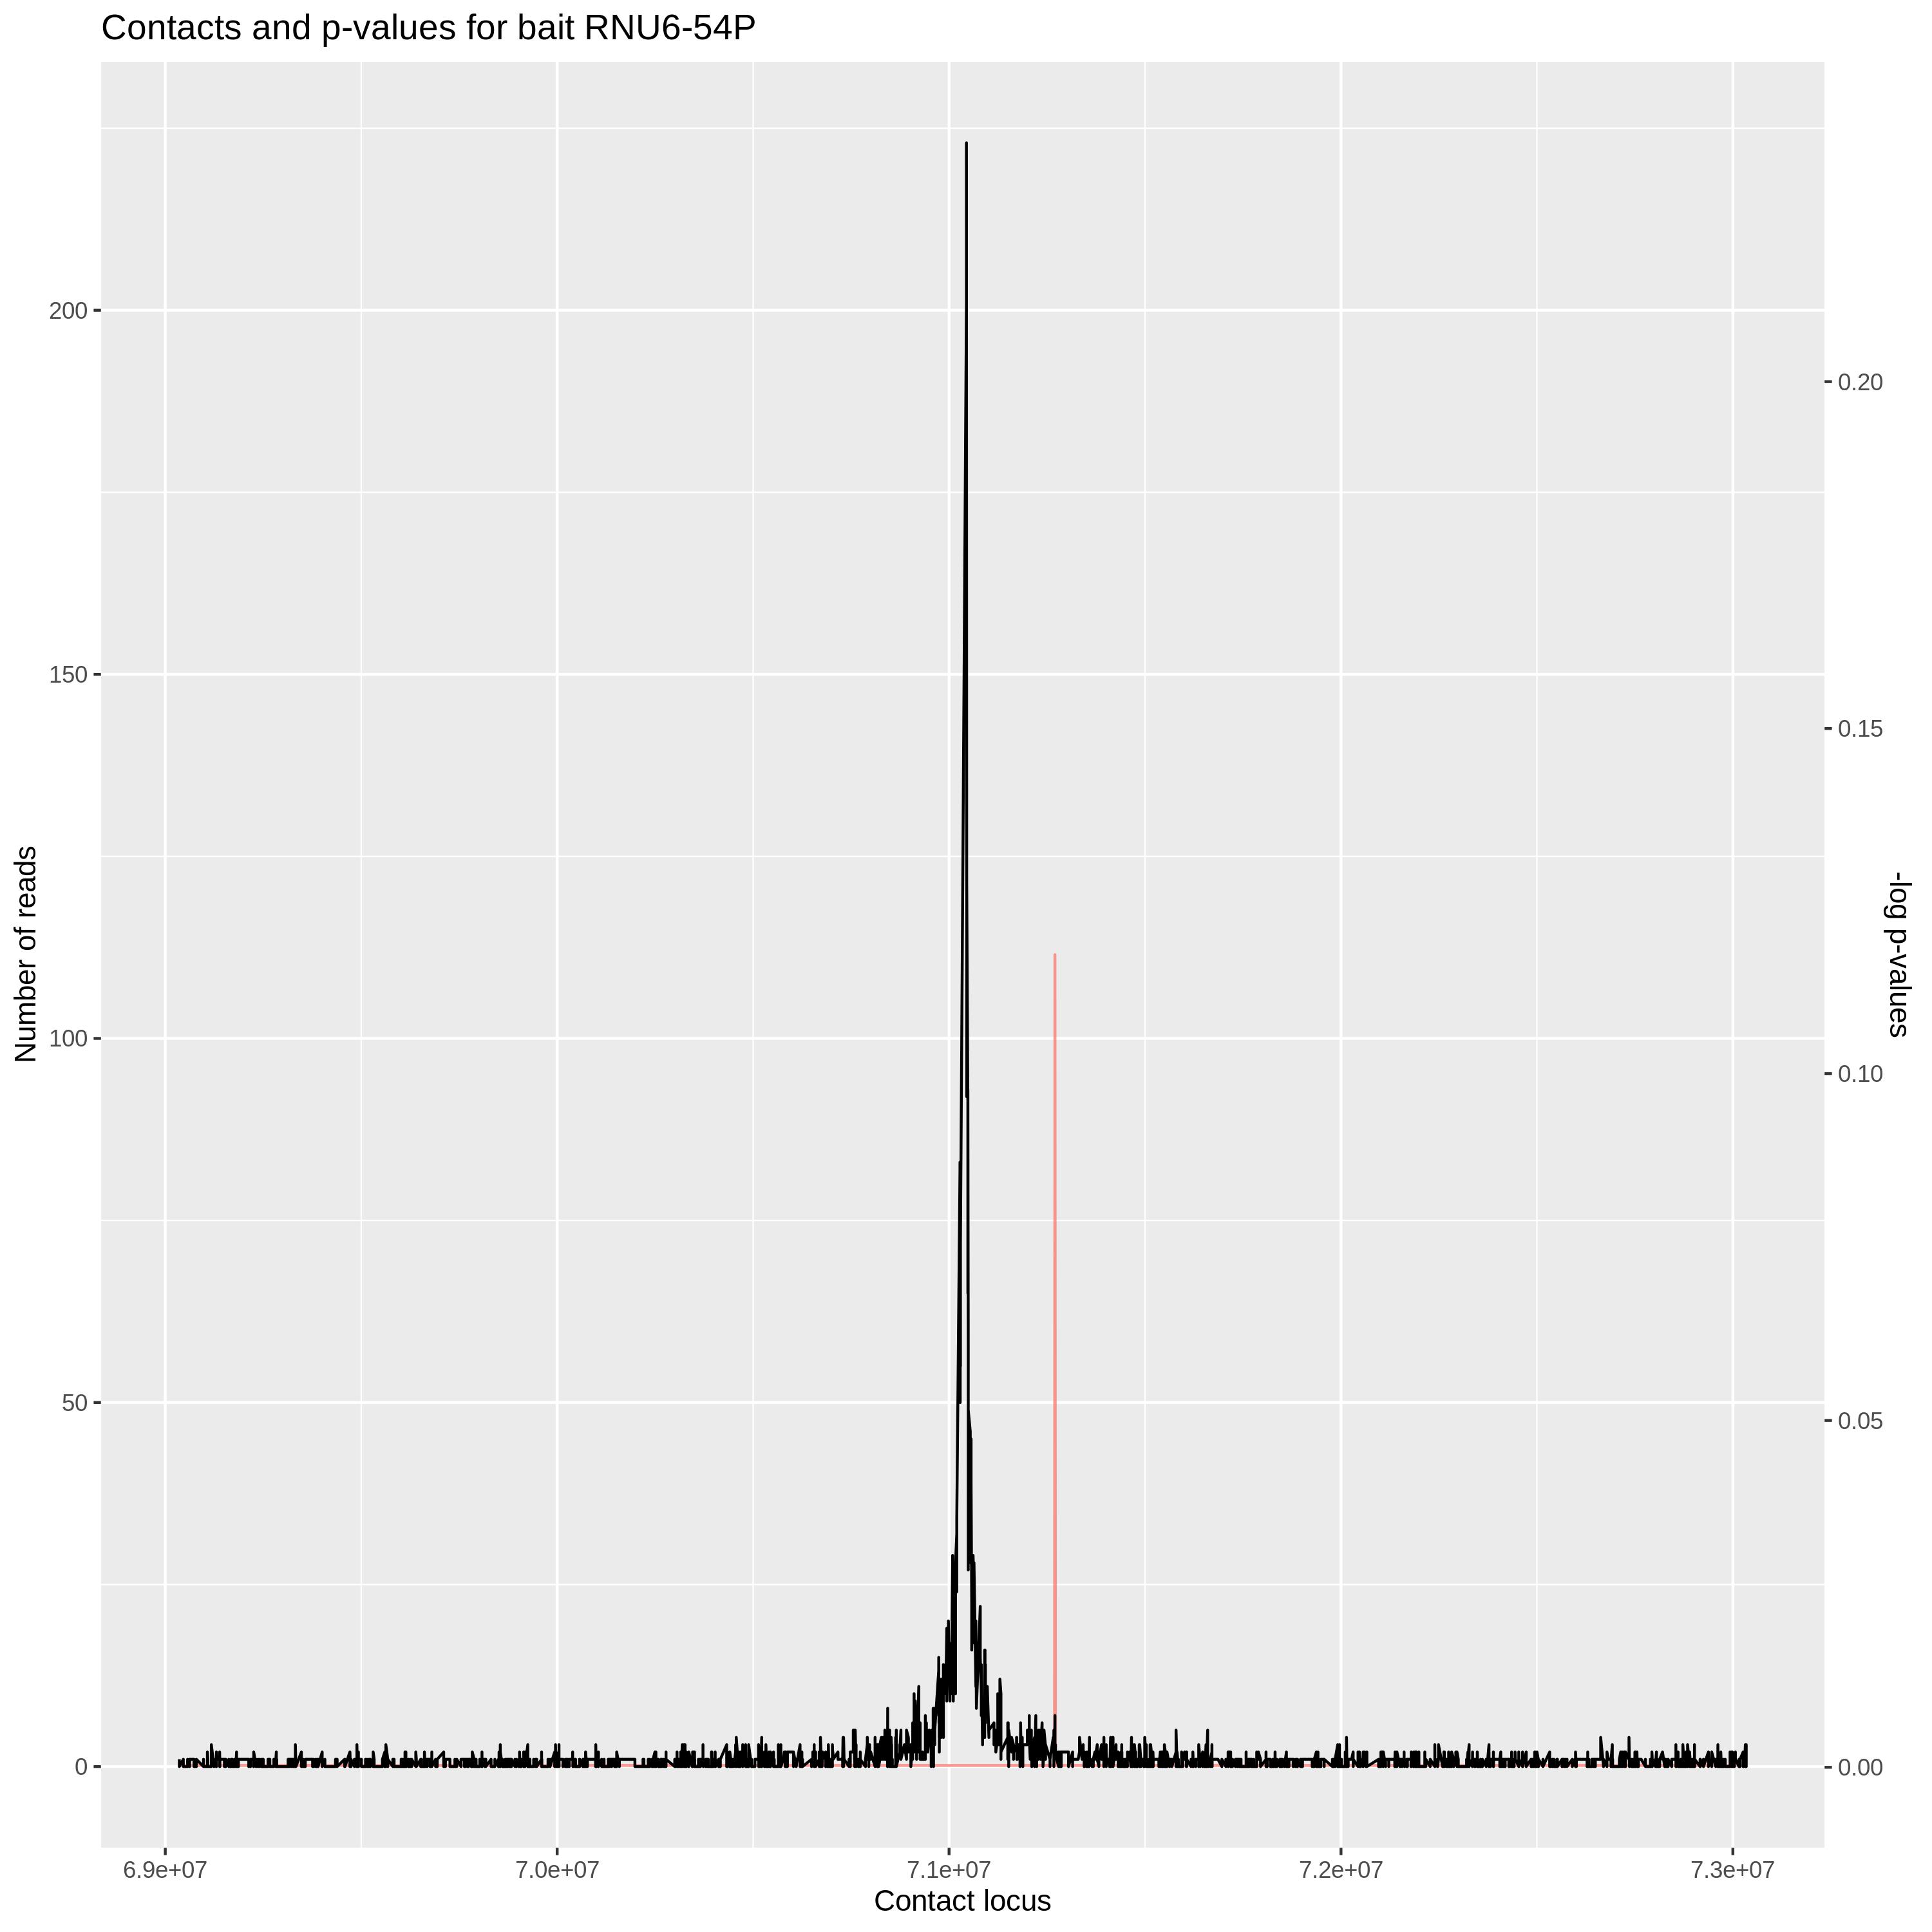 Contacts and p-values for bait RNU6-54P
200
150
100
50
0
Number of reads
0.20
0.15
0.10
0.05
0.00
-log p-values
6.9e+07
7.0e+07
7.1e+07
7.2e+07
7.3e+07
Contact locus